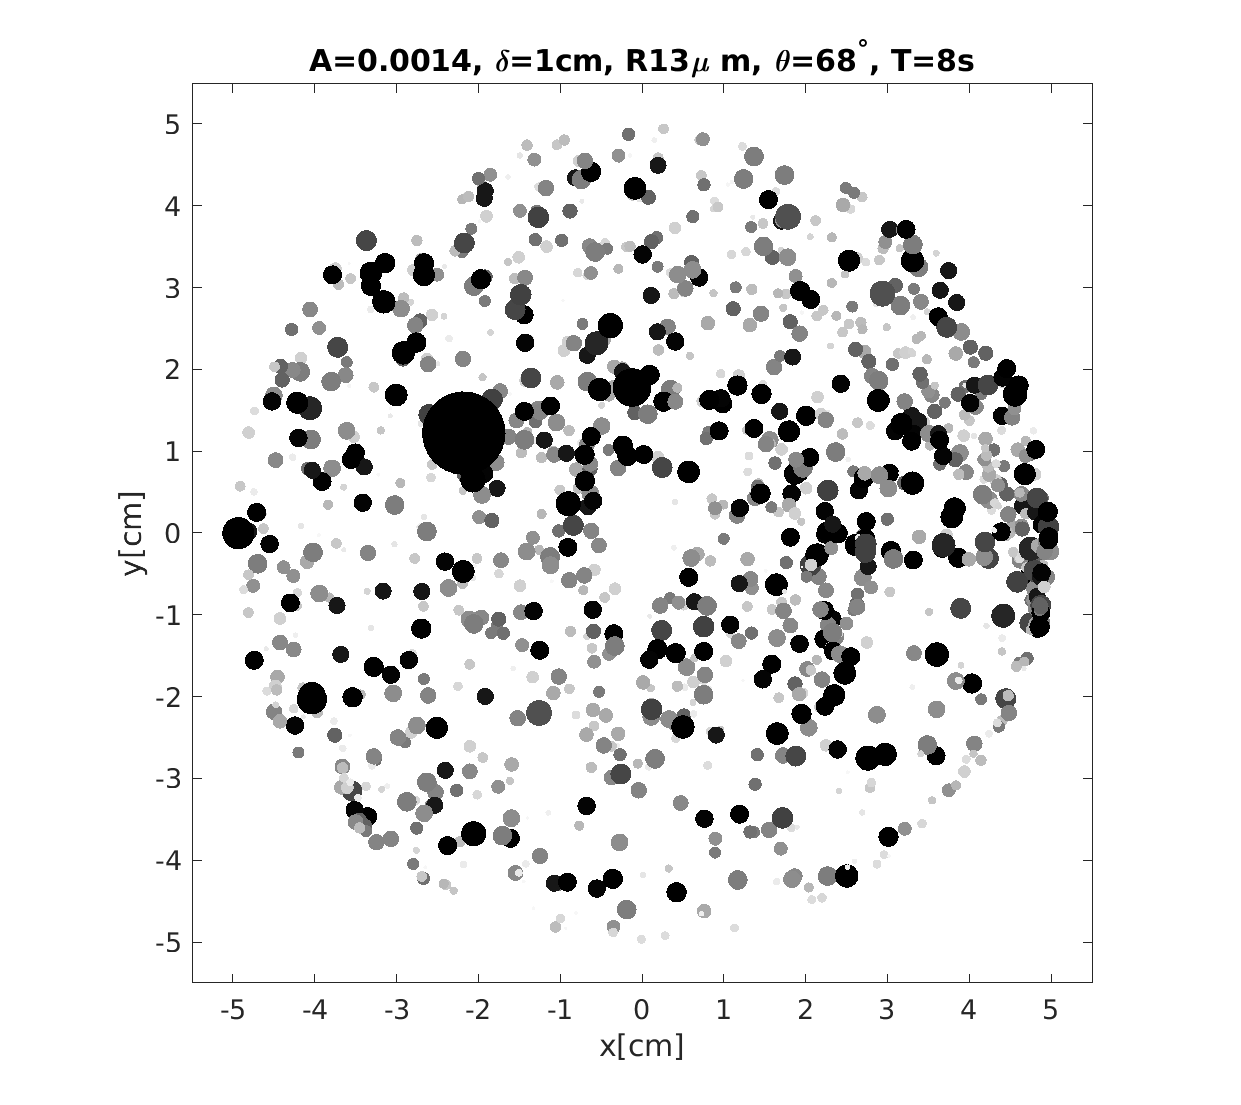 A=0.0014, δ=1cm, R13μ m, θ=68°, T=8s
5
4
3
2
1
0
-1
-2
-3
-4
-5
y[cm]
-5 -4 -3 -2 -1 0 1 2 3 4 5
x[cm]